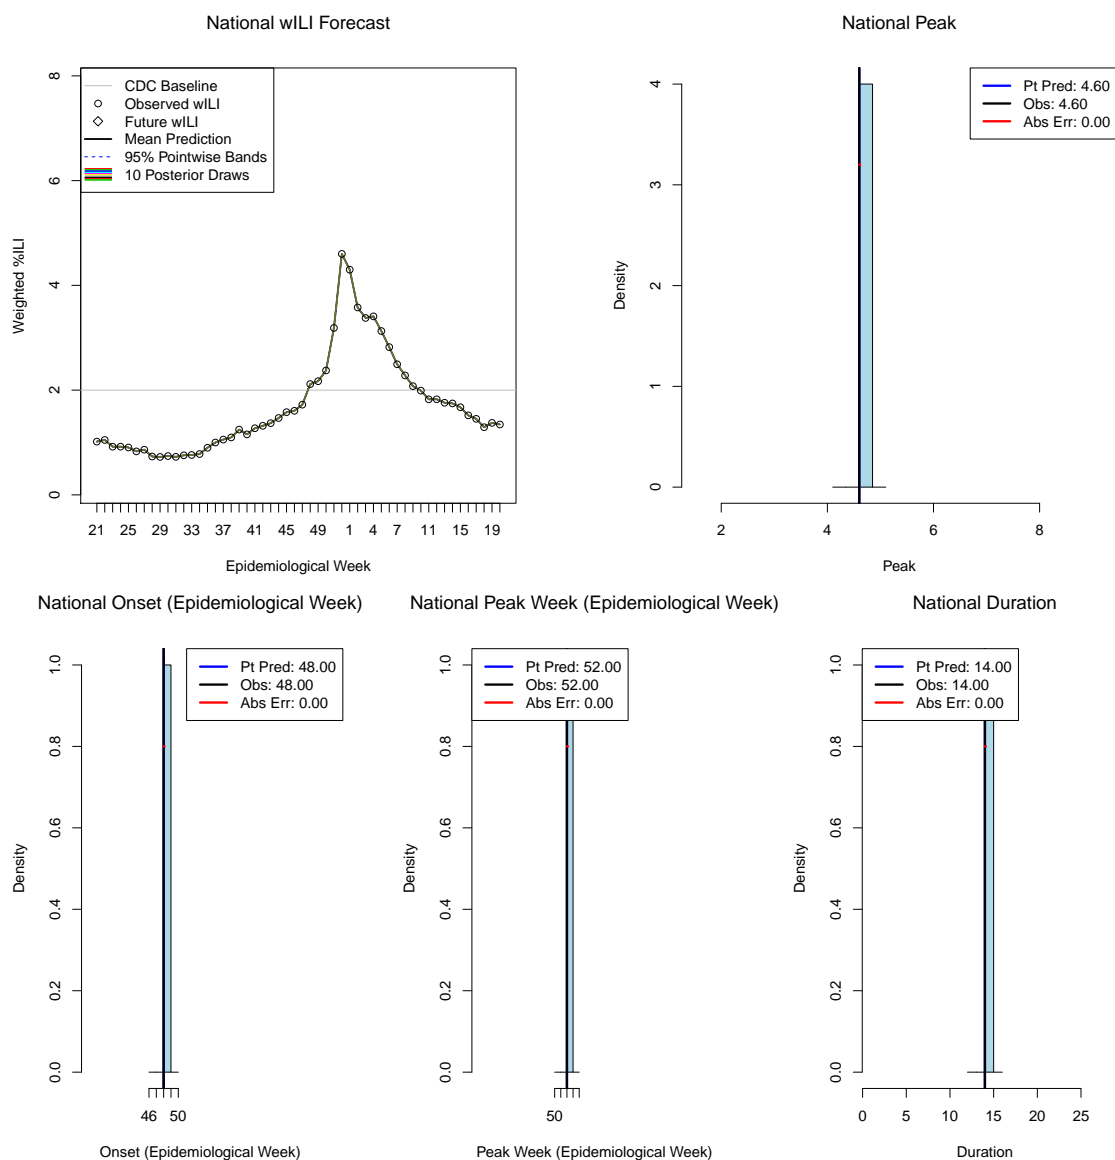 National wILI Forecast
CDC Baseline
Observed wILI
Future wILI
Mean Prediction
95% Pointwise Bands
10 Posterior Draws
Weighted %ILI
0
2
4
6
8
21 25 29 33 37 41 45 49 1 4 7 11 15 19
Epidemiological Week
National Peak
Pt Pred: 4.60
Obs: 4.60
Abs Err: 0.00
Density
0
1
2
3
4
2 4 6 8
Peak
National Onset (Epidemiological Week)
Pt Pred: 48.00
Obs: 48.00
Abs Err: 0.00
Density
0.0
0.2
0.4
0.6
0.8
1.0
46 50
Onset (Epidemiological Week)
National Peak Week (Epidemiological Week)
Pt Pred: 52.00
Obs: 52.00
Abs Err: 0.00
Density
0.0
0.2
0.4
0.6
0.8
1.0
50
Peak Week (Epidemiological Week)
National Duration
Pt Pred: 14.00
Obs: 14.00
Abs Err: 0.00
Density
0.0
0.2
0.4
0.6
0.8
1.0
0 5 10 15 20 25
Duration